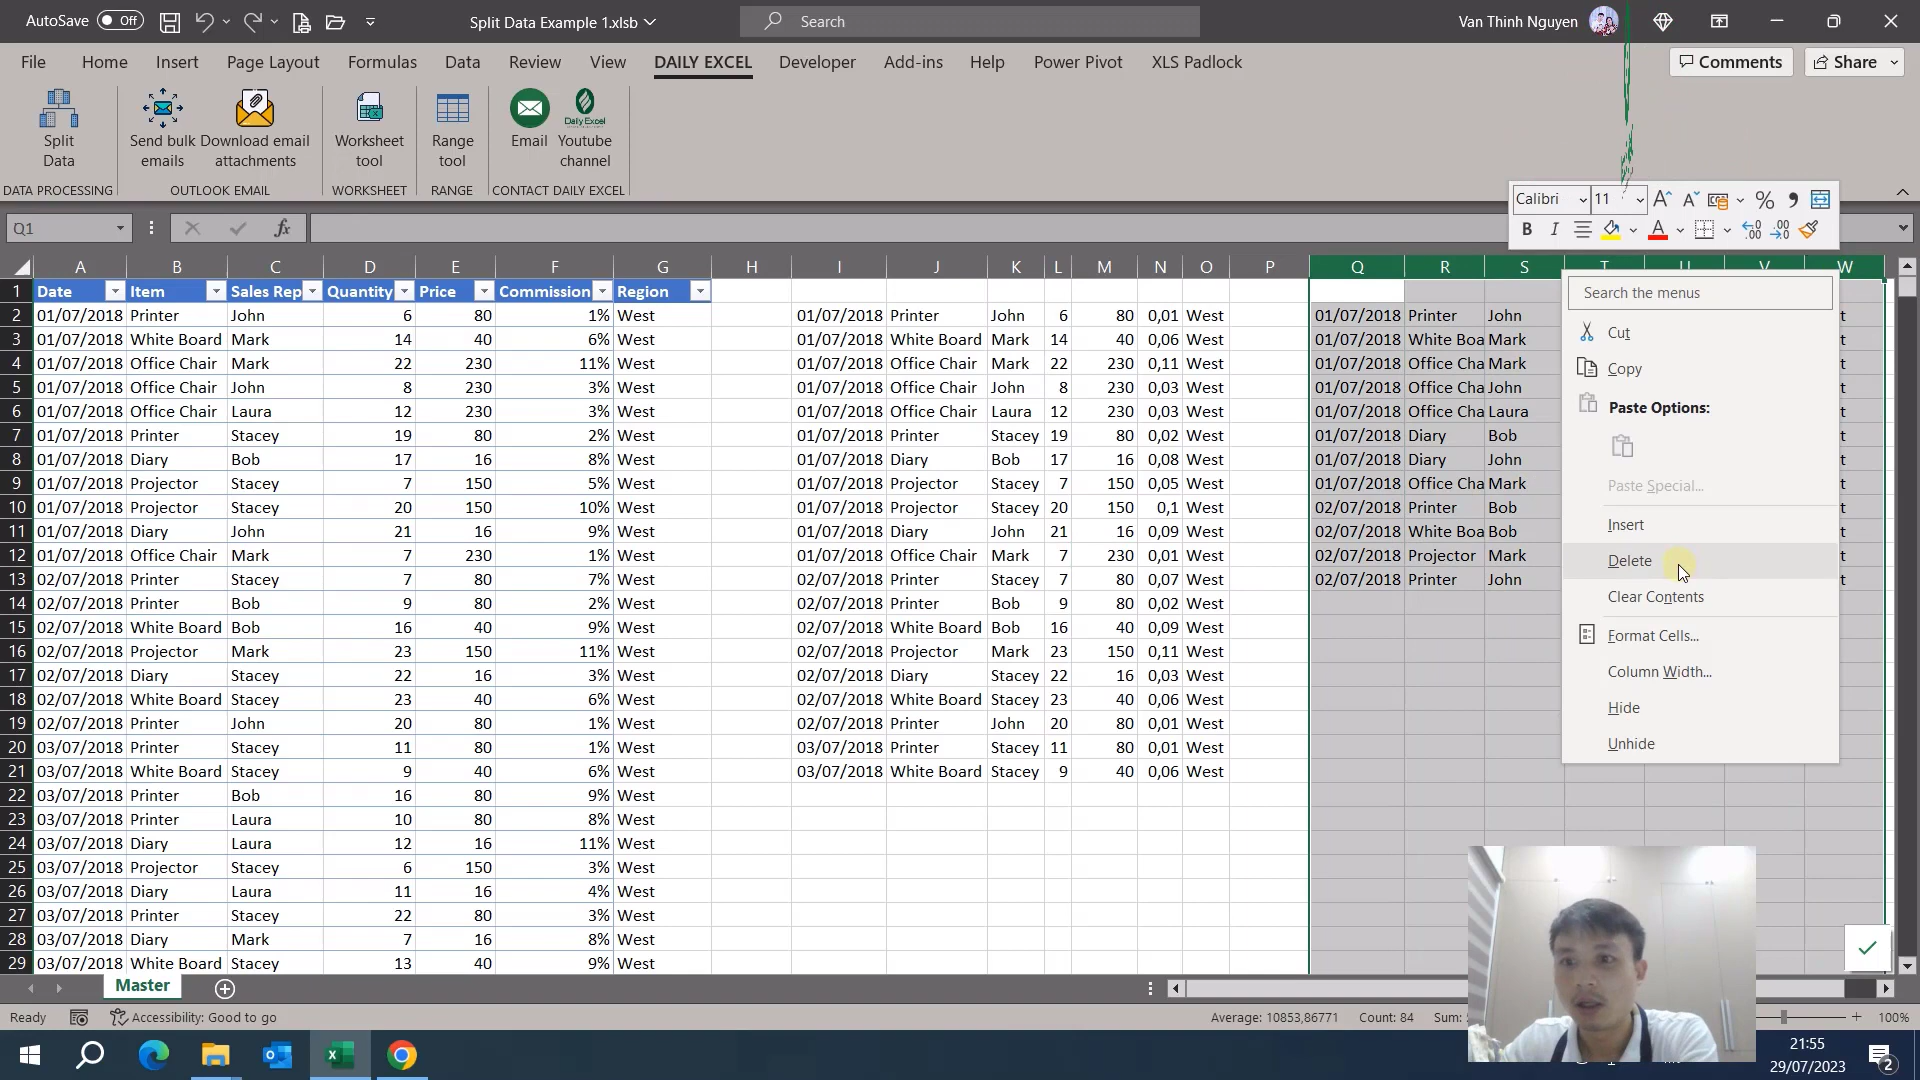 AutoSave Off Split Data Example 1.xlsb Search Van Thinh Nguyen
File Home Insert Page Layout Formulas Data Review View DAILY EXCEL Developer Add-ins Help Power Pivot XLS Padlock Comments Share
Split Data
Send bulk emails
Download email attachments
Worksheet tool
Range tool
Email
Daily Excel
Youtube channel
DATA PROCESSING OUTLOOK EMAIL WORKSHEET RANGE CONTACT DAILY EXCEL
Calibri 11 A A % ,
B I A
Q1 fx
A B C D E F G H I J K L M N O P Q R S T U V W
1 Date Item Sales Rep Quantity Price Commission Region
2 01/07/2018 Printer John 6 80 1% West 01/07/2018 Printer John 6 80 0,01 West 01/07/2018 Printer John t
3 01/07/2018 White Board Mark 14 40 6% West 01/07/2018 White Board Mark 14 40 0,06 West 01/07/2018 White Boa Mark t
4 01/07/2018 Office Chair Mark 22 230 11% West 01/07/2018 Office Chair Mark 22 230 0,11 West 01/07/2018 Office Cha Mark t
5 01/07/2018 Office Chair John 8 230 3% West 01/07/2018 Office Chair John 8 230 0,03 West 01/07/2018 Office Cha John t
6 01/07/2018 Office Chair Laura 12 230 3% West 01/07/2018 Office Chair Laura 12 230 0,03 West 01/07/2018 Office Cha Laura t
7 01/07/2018 Printer Stacey 19 80 2% West 01/07/2018 Printer Stacey 19 80 0,02 West 01/07/2018 Diary Bob t
8 01/07/2018 Diary Bob 17 16 8% West 01/07/2018 Diary Bob 17 16 0,08 West 01/07/2018 Diary John t
9 01/07/2018 Projector Stacey 7 150 5% West 01/07/2018 Projector Stacey 7 150 0,05 West 01/07/2018 Office Cha Mark t
10 01/07/2018 Projector Stacey 20 150 10% West 01/07/2018 Projector Stacey 20 150 0,1 West 02/07/2018 Printer Bob t
11 01/07/2018 Diary John 21 16 9% West 01/07/2018 Diary John 21 16 0,09 West 02/07/2018 White Boa Bob t
12 01/07/2018 Office Chair Mark 7 230 1% West 01/07/2018 Office Chair Mark 7 230 0,01 West 02/07/2018 Projector Mark t
13 02/07/2018 Printer Stacey 7 80 7% West 02/07/2018 Printer Stacey 7 80 0,07 West 02/07/2018 Printer John t
14 02/07/2018 Printer Bob 9 80 2% West 02/07/2018 Printer Bob 9 80 0,02 West
15 02/07/2018 White Board Bob 16 40 9% West 02/07/2018 White Board Bob 16 40 0,09 West
16 02/07/2018 Projector Mark 23 150 11% West 02/07/2018 Projector Mark 23 150 0,11 West
17 02/07/2018 Diary Stacey 22 16 3% West 02/07/2018 Diary Stacey 22 16 0,03 West
18 02/07/2018 White Board Stacey 23 40 6% West 02/07/2018 White Board Stacey 23 40 0,06 West
19 02/07/2018 Printer John 20 80 1% West 02/07/2018 Printer John 20 80 0,01 West
20 03/07/2018 Printer Stacey 11 80 1% West 03/07/2018 Printer Stacey 11 80 0,01 West
21 03/07/2018 White Board Stacey 9 40 6% West 03/07/2018 White Board Stacey 9 40 0,06 West
22 03/07/2018 Printer Bob 16 80 9% West
23 03/07/2018 Printer Laura 10 80 8% West
24 03/07/2018 Diary Laura 12 16 11% West
25 03/07/2018 Projector Stacey 6 150 3% West
26 03/07/2018 Diary Laura 11 16 4% West
27 03/07/2018 Printer Stacey 22 80 3% West
28 03/07/2018 Diary Mark 7 16 8% West
29 03/07/2018 White Board Stacey 13 40 9% West
Search the menus
Cut
Copy
Paste Options:
Paste Special...
Insert
Delete
Clear Contents
Format Cells...
Column Width...
Hide
Unhide
Master
Ready Accessibility: Good to go Average: 10853,86771 Count: 84 Sum: 100%
21:55
29/07/2023
2